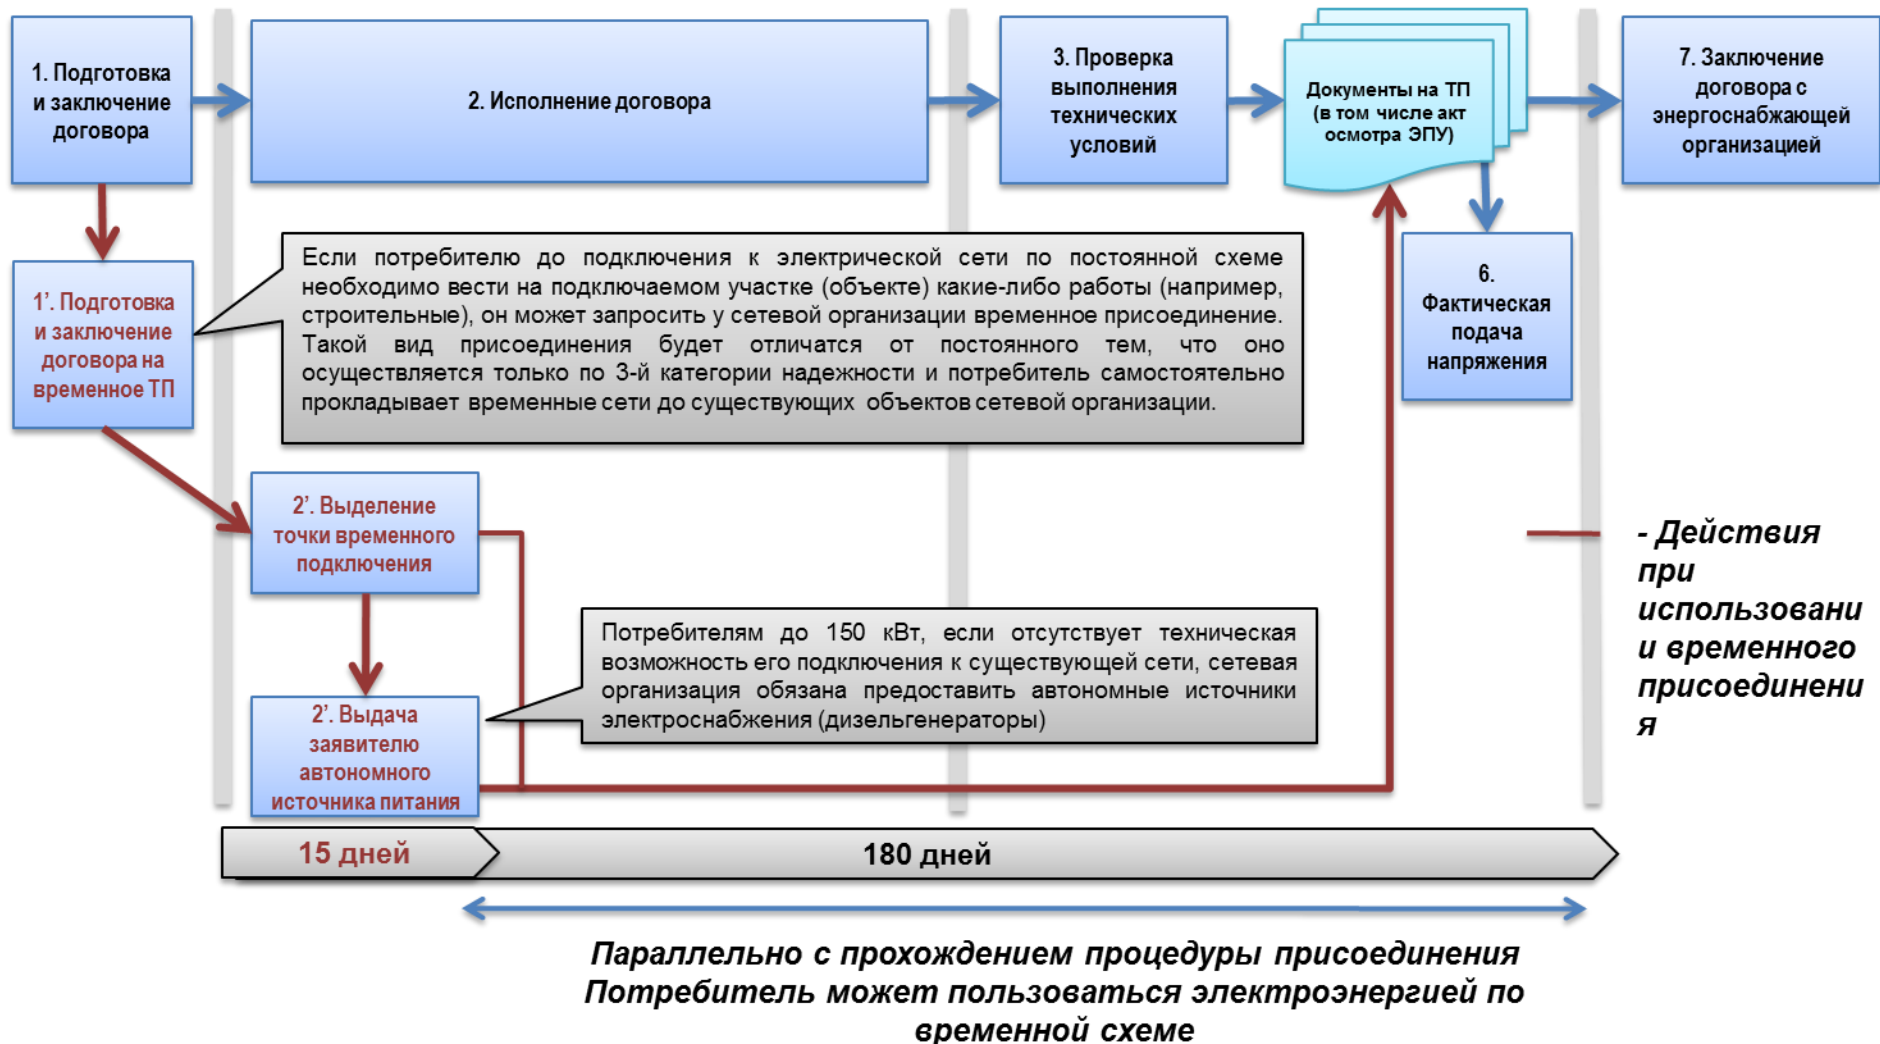 1. Подготовка
и заключение
договора
2. Исполнение договора
3. Проверка
выполнения
технических
условий
Документы на ТП
(в том числе акт
осмотра ЭПУ)
7. Заключение
договора с
энергоснабжающей
организацией
1’. Подготовка
и заключение
договора на
временное ТП
Если потребителю до подключения к электрической сети по постоянной схеме
необходимо вести на подключаемом участке (объекте) какие-либо работы (например,
строительные), он может запросить у сетевой организации временное присоединение.
Такой вид присоединения будет отличатся от постоянного тем, что оно
осуществляется только по 3-й категории надежности и потребитель самостоятельно
прокладывает временные сети до существующих объектов сетевой организации.
6.
Фактическая
подача
напряжения
2’. Выделение
точки временного
подключения
- Действия
при
использовани
и временного
присоединени
я
Потребителям до 150 кВт, если отсутствует техническая
возможность его подключения к существующей сети, сетевая
организация обязана предоставить автономные источники
электроснабжения (дизельгенераторы)
2’. Выдача
заявителю
автономного
источника питания
15 дней
180 дней
Параллельно с прохождением процедуры присоединения
Потребитель может пользоваться электроэнергией по
временной схеме